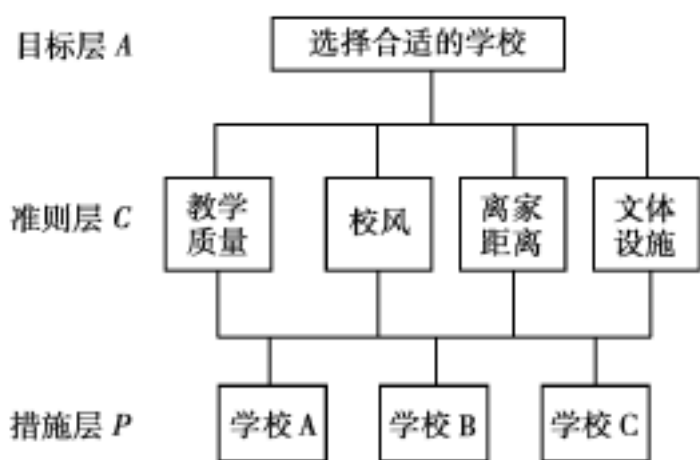 目标层 A
选择合适的学校
准则层 C
教学
质量
校风
离家
距离
文体
设施
措施层 P
学校 A
学校 B
学校 C